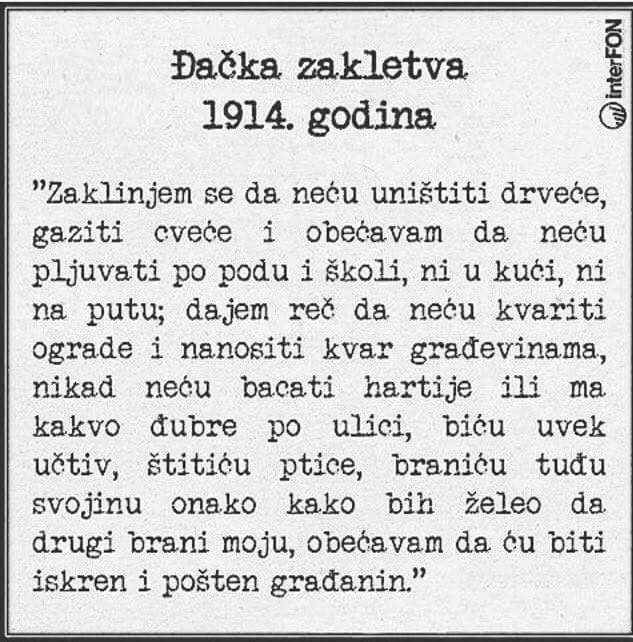 Đačka zakletva
1914. godina
interFON
"Zaklinjem se da neću uništiti drveće,
gaziti cveće i obećavam da neću
pljuvati po podu i školi, ni u kući, ni
na putu; dajem reč da neću kvariti
ograde i nanositi kvar građevinama,
nikad neću bacati hartije ili ma
kakvo đubre po ulici, biću uvek
učtiv, štitiću ptice, braniću tuđu
svojinu onako kako bih želeo da
drugi brani moju, obećavam da ću biti
iskren i pošten građanin."